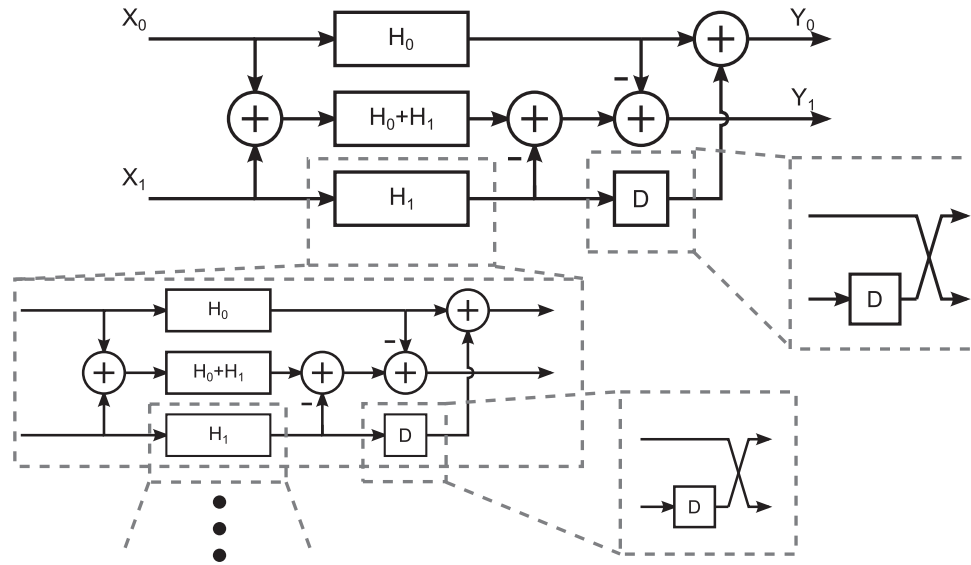 X₀ H₀ Y₀
H₀+H₁ Y₁
X₁ H₁ D
D
H₀
H₀+H₁
H₁ D
D